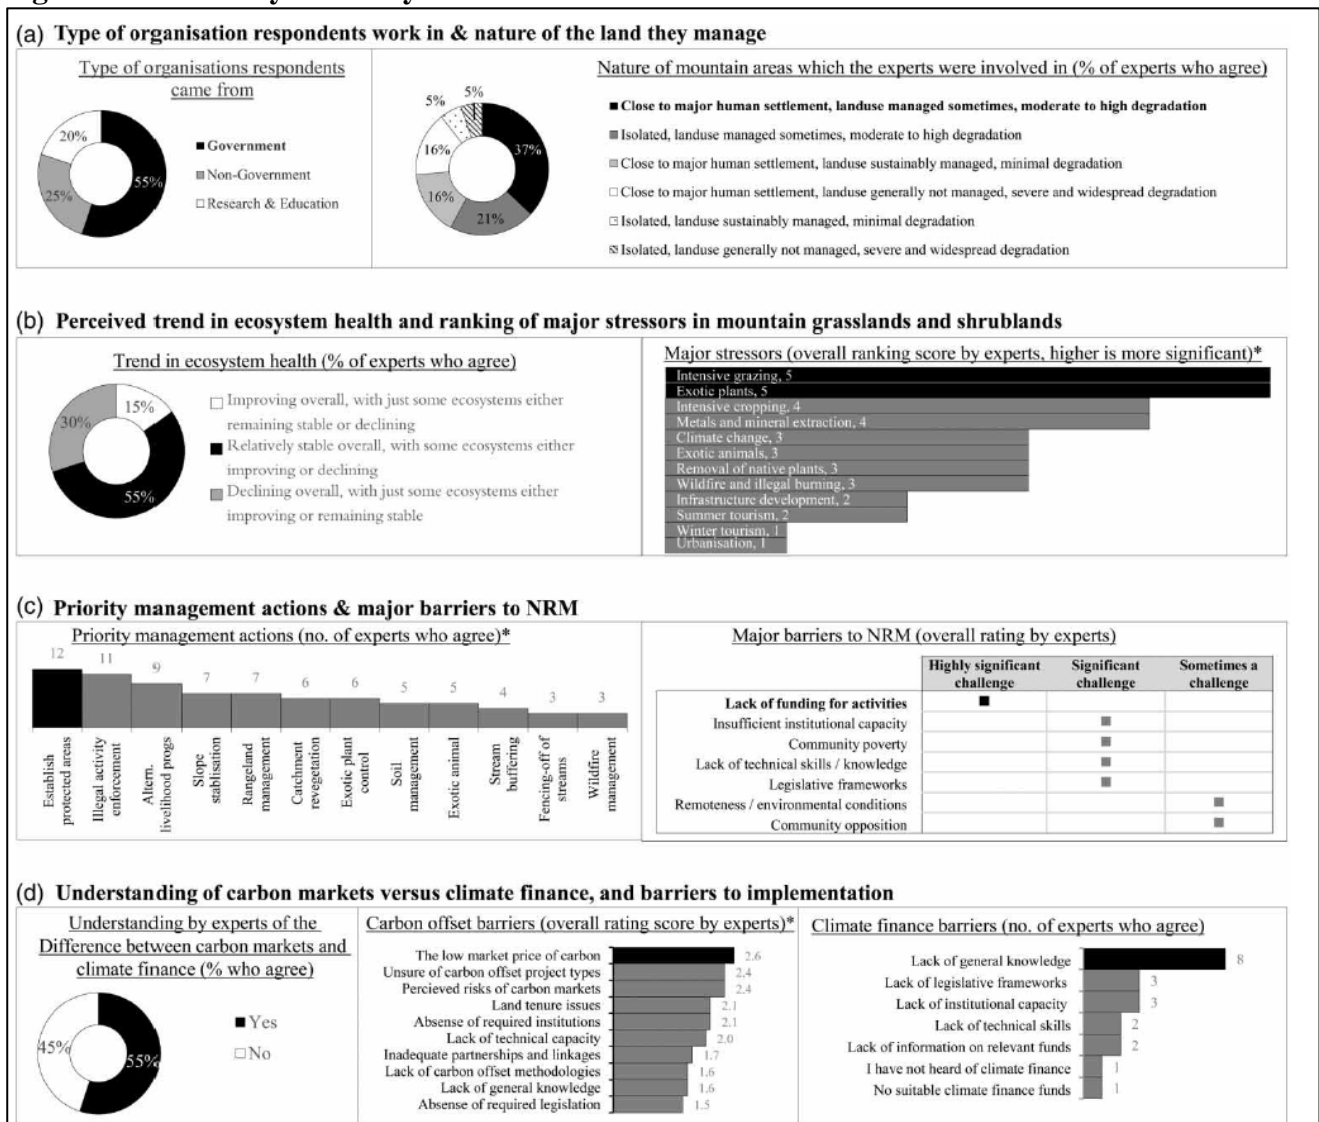 (a) Type of organisation respondents work in & nature of the land they manage
Type of organisations respondents
came from
20%
25%
55%
Government
Non-Government
Research & Education
Nature of mountain areas which the experts were involved in (% of experts who agree)
5%
5%
16%
16%
21%
37%
Close to major human settlement, landuse managed sometimes, moderate to high degradation
Isolated, landuse managed sometimes, moderate to high degradation
Close to major human settlement, landuse sustainably managed, minimal degradation
Close to major human settlement, landuse generally not managed, severe and widespread degradation
Isolated, landuse sustainably managed, minimal degradation
Isolated, landuse generally not managed, severe and widespread degradation
(b) Perceived trend in ecosystem health and ranking of major stressors in mountain grasslands and shrublands
Trend in ecosystem health (% of experts who agree)
15%
30%
55%
Improving overall, with just some ecosystems either
remaining stable or declining
Relatively stable overall, with some ecosystems either
improving or declining
Declining overall, with just some ecosystems either
improving or remaining stable
Major stressors (overall ranking score by experts, higher is more significant)*
Intensive grazing, 5
Exotic plants, 5
Intensive cropping, 4
Metals and mineral extraction, 4
Climate change, 3
Exotic animals, 3
Removal of native plants, 3
Wildfire and illegal burning, 3
Infrastructure development, 2
Summer tourism, 2
Winter tourism, 1
Urbanisation, 1
(c) Priority management actions & major barriers to NRM
Priority management actions (no. of experts who agree)*
12
11
9
7
7
6
6
5
5
4
3
3
Establish
protected areas
Illegal activity
enforcement
Altern.
livelihood progs
Slope
stablisation
Rangeland
management
Catchment
revegetation
Exotic plant
control
Soil
management
Exotic animal
Stream
buffering
Fencing-off of
streams
Wildfire
management
Major barriers to NRM (overall rating by experts)
Highly significant
challenge
Significant
challenge
Sometimes a
challenge
Lack of funding for activities
Insufficient institutional capacity
Community poverty
Lack of technical skills / knowledge
Legislative frameworks
Remoteness / environmental conditions
Community opposition
(d) Understanding of carbon markets versus climate finance, and barriers to implementation
Understanding by experts of the
Difference between carbon markets and
climate finance (% who agree)
45%
55%
Yes
No
Carbon offset barriers (overall rating score by experts)*
The low market price of carbon 2.6
Unsure of carbon offset project types 2.4
Percieved risks of carbon markets 2.4
Land tenure issues 2.1
Absense of required institutions 2.1
Lack of technical capacity 2.0
Inadequate partnerships and linkages 1.7
Lack of carbon offset methodologies 1.6
Lack of general knowledge 1.6
Absense of required legislation 1.5
Climate finance barriers (no. of experts who agree)
Lack of general knowledge 8
Lack of legislative frameworks 3
Lack of institutional capacity 3
Lack of technical skills 2
Lack of information on relevant funds 2
I have not heard of climate finance 1
No suitable climate finance funds 1